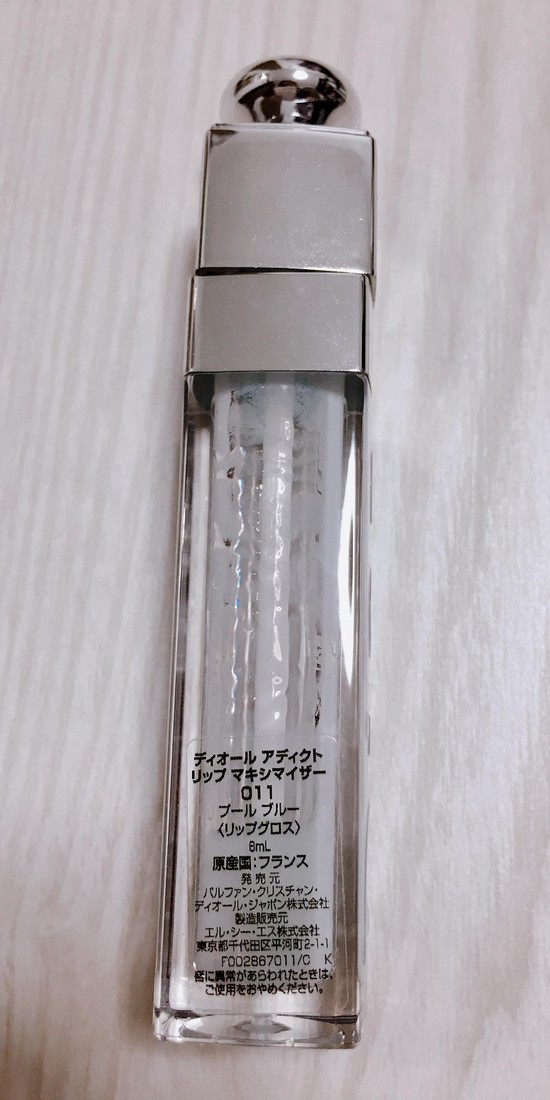 ディオール アディクト
リップ マキシマイザー
011
プール ブルー
〈リップグロス〉
6mL
原産国：フランス
発売元
パルファン・クリスチャン・
ディオール・ジャポン株式会社
製造販売元
エル・シー・エス株式会社
東京都千代田区平河町2-1-1
F002867011/C K
に異常があらわれたときは、
ご使用をおやめください。